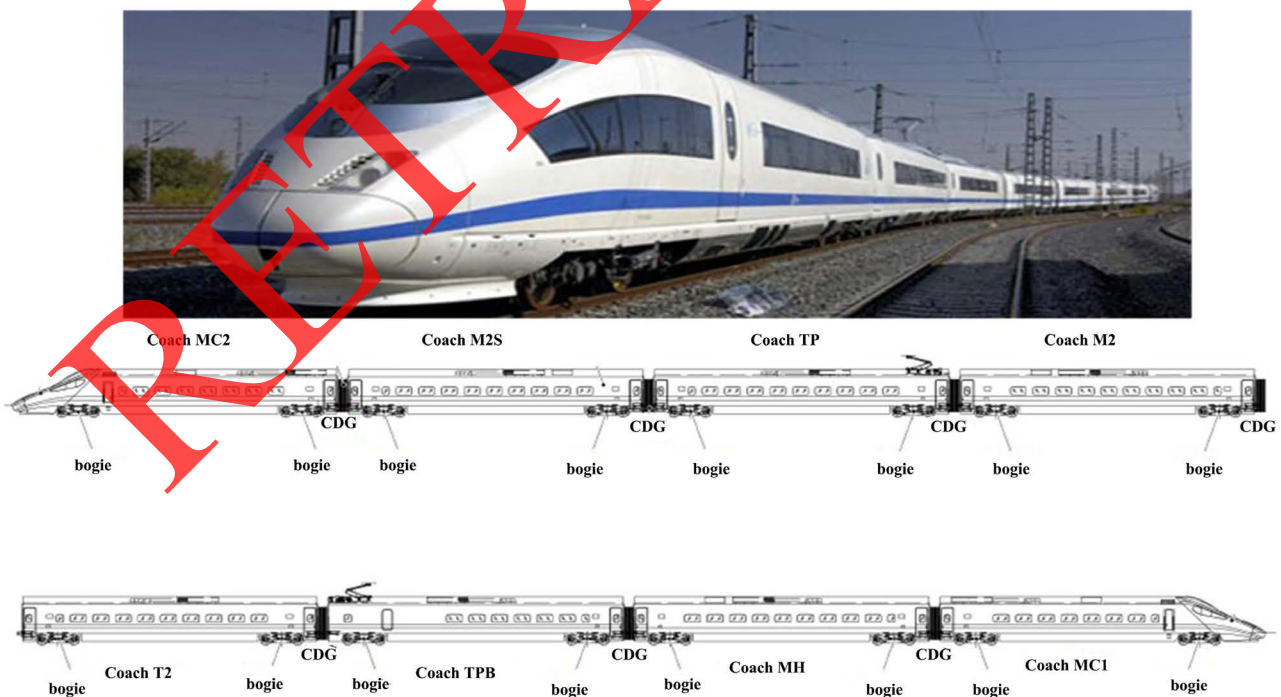 RETRA
Coach MC2 Coach M2S Coach TP Coach M2
CDG CDG CDG CDG
bogie bogie bogie bogie bogie bogie bogie bogie
CDG CDG CDG
Coach T2 Coach TPB Coach MH Coach MC1
bogie bogie bogie bogie bogie bogie bogie bogie